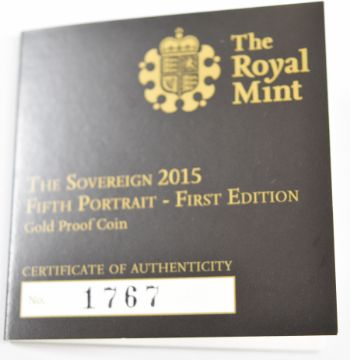 The
Royal
Mint
THE SOVEREIGN 2015
FIFTH PORTRAIT - FIRST EDITION
Gold Proof Coin
CERTIFICATE OF AUTHENTICITY
No. 1767